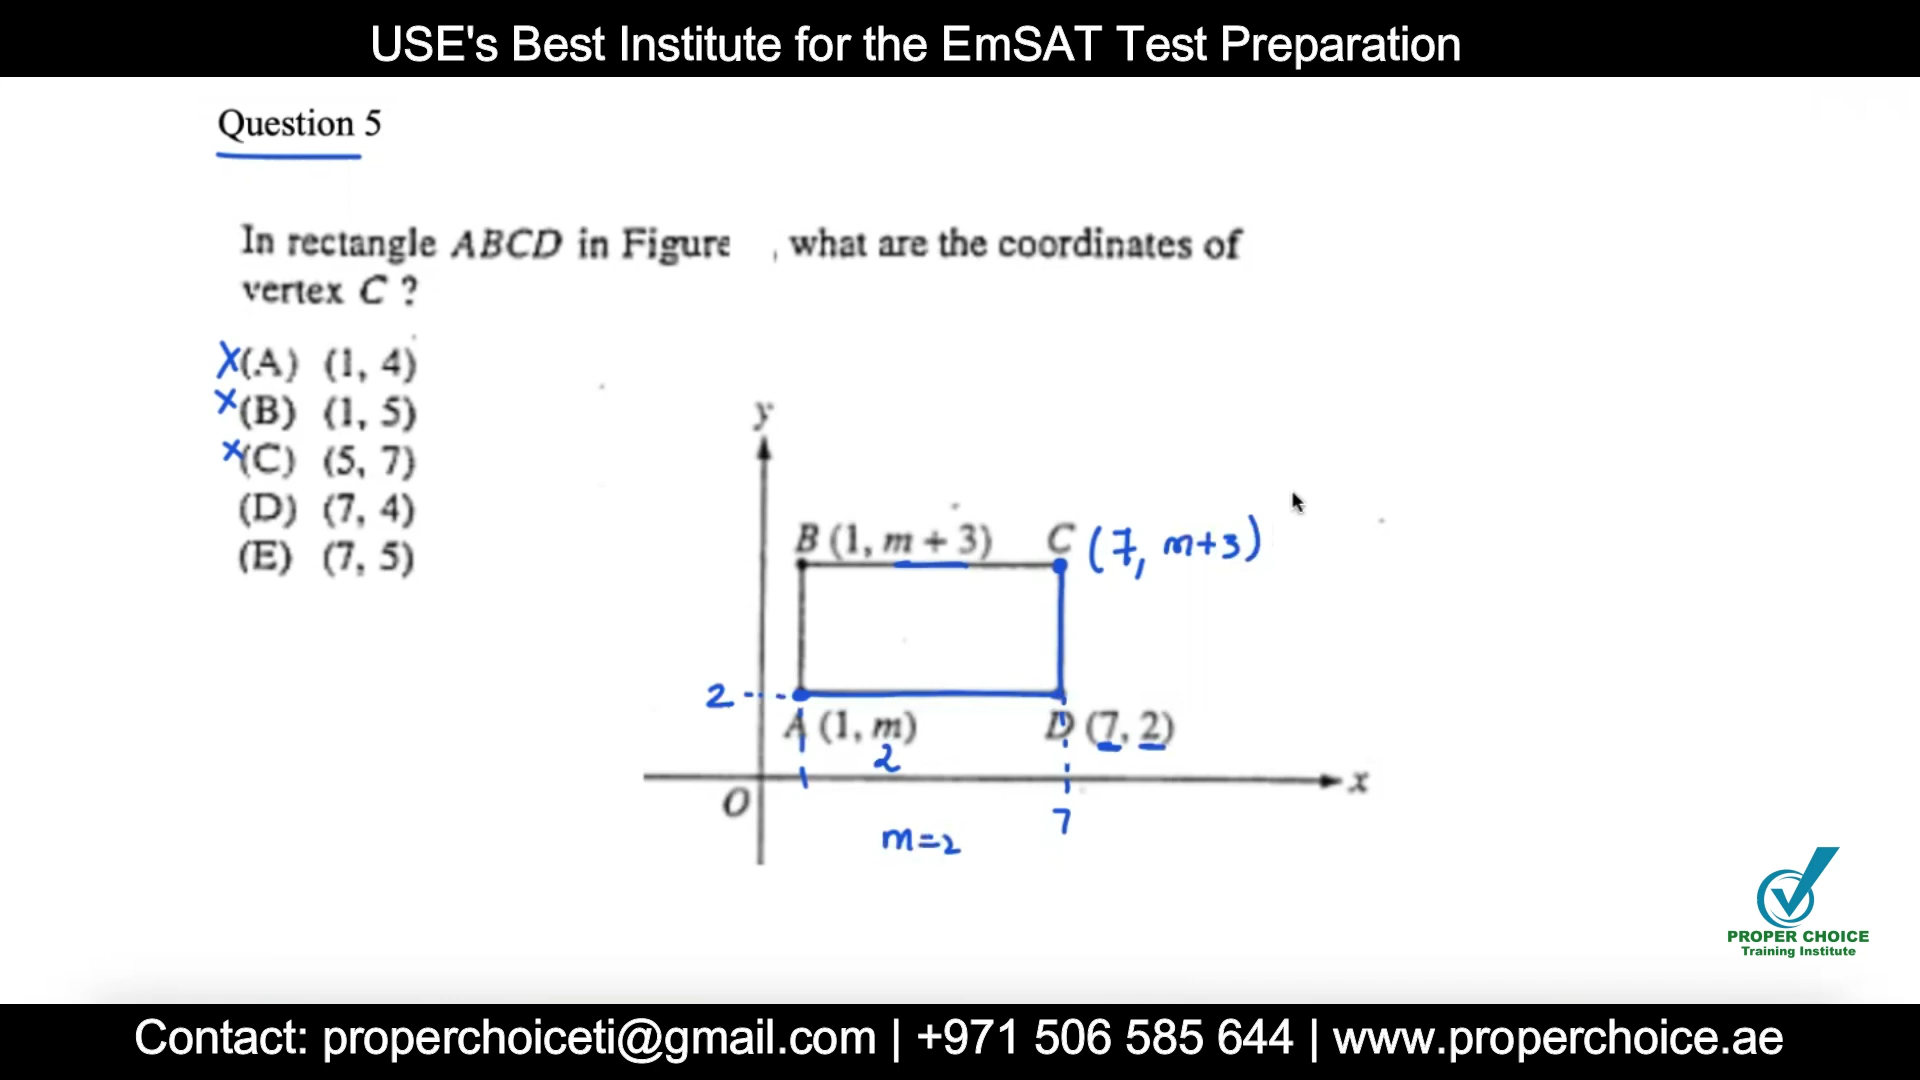 USE's Best Institute for the EmSAT Test Preparation
Question 5
In rectangle ABCD in Figure , what are the coordinates of
vertex C ?
X(A) (1, 4)
x(B) (1, 5)
x(C) (5, 7)
(D) (7, 4)
(E) (7, 5)
y
B (1, m + 3) C (7, m+3)
2
A (1, m) D (7, 2)
2
x
O
7
m=2
PROPER CHOICE
Training Institute
Contact: properchoiceti@gmail.com | +971 506 585 644 | www.properchoice.ae